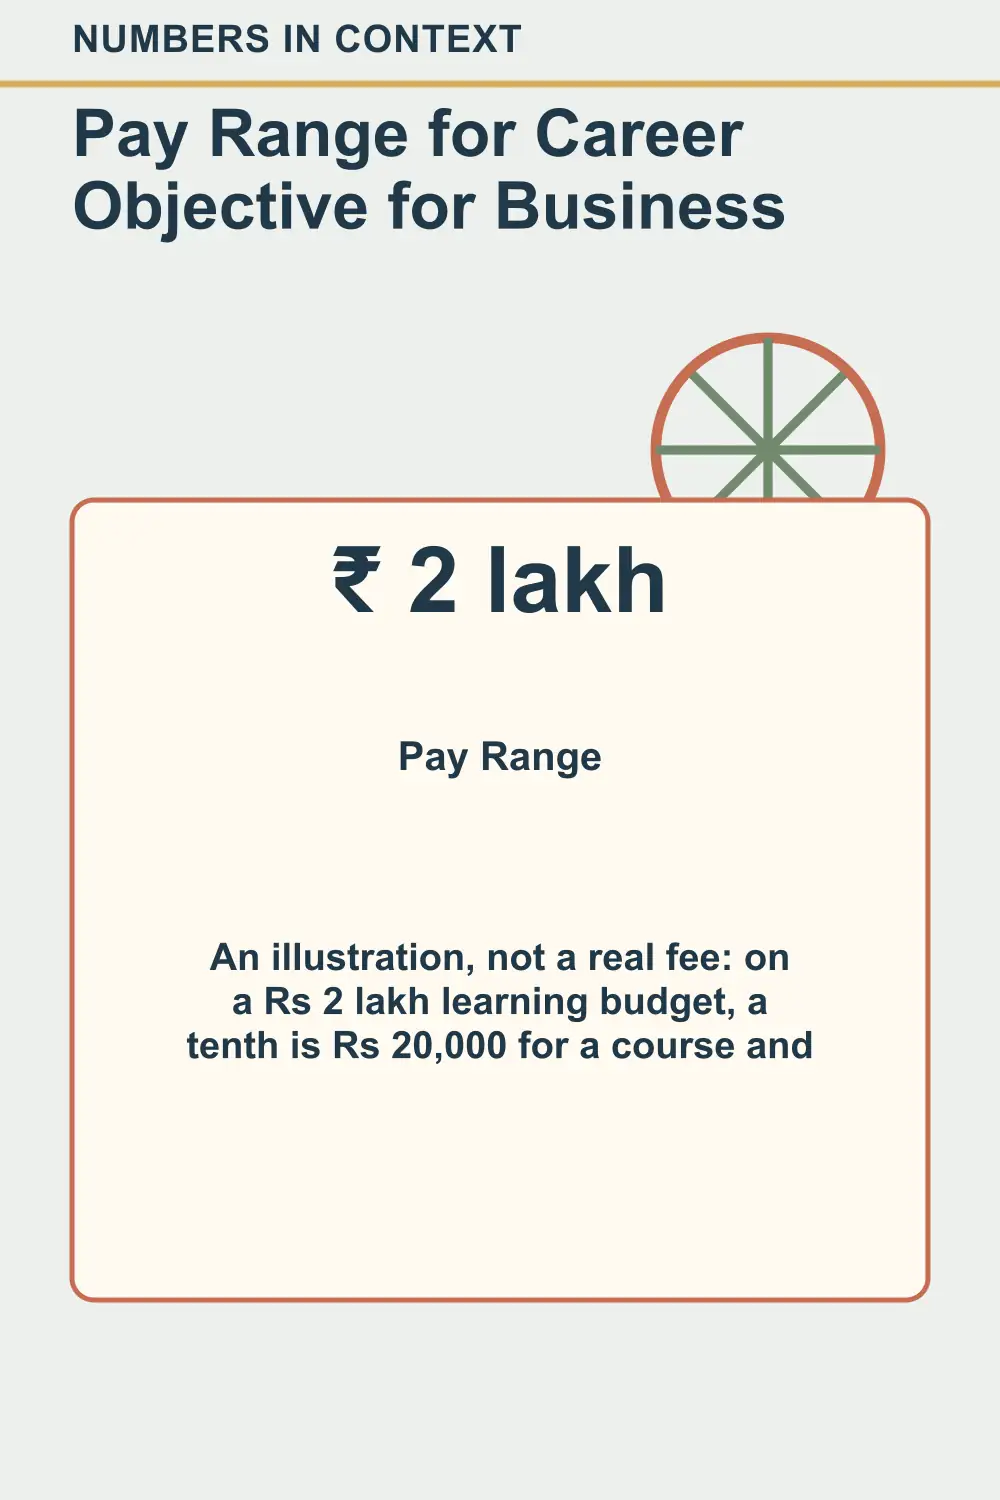 NUMBERS IN CONTEXT
Pay Range for Career
Objective for Business
₹ 2 lakh
Pay Range
An illustration, not a real fee: on
a Rs 2 lakh learning budget, a
tenth is Rs 20,000 for a course and